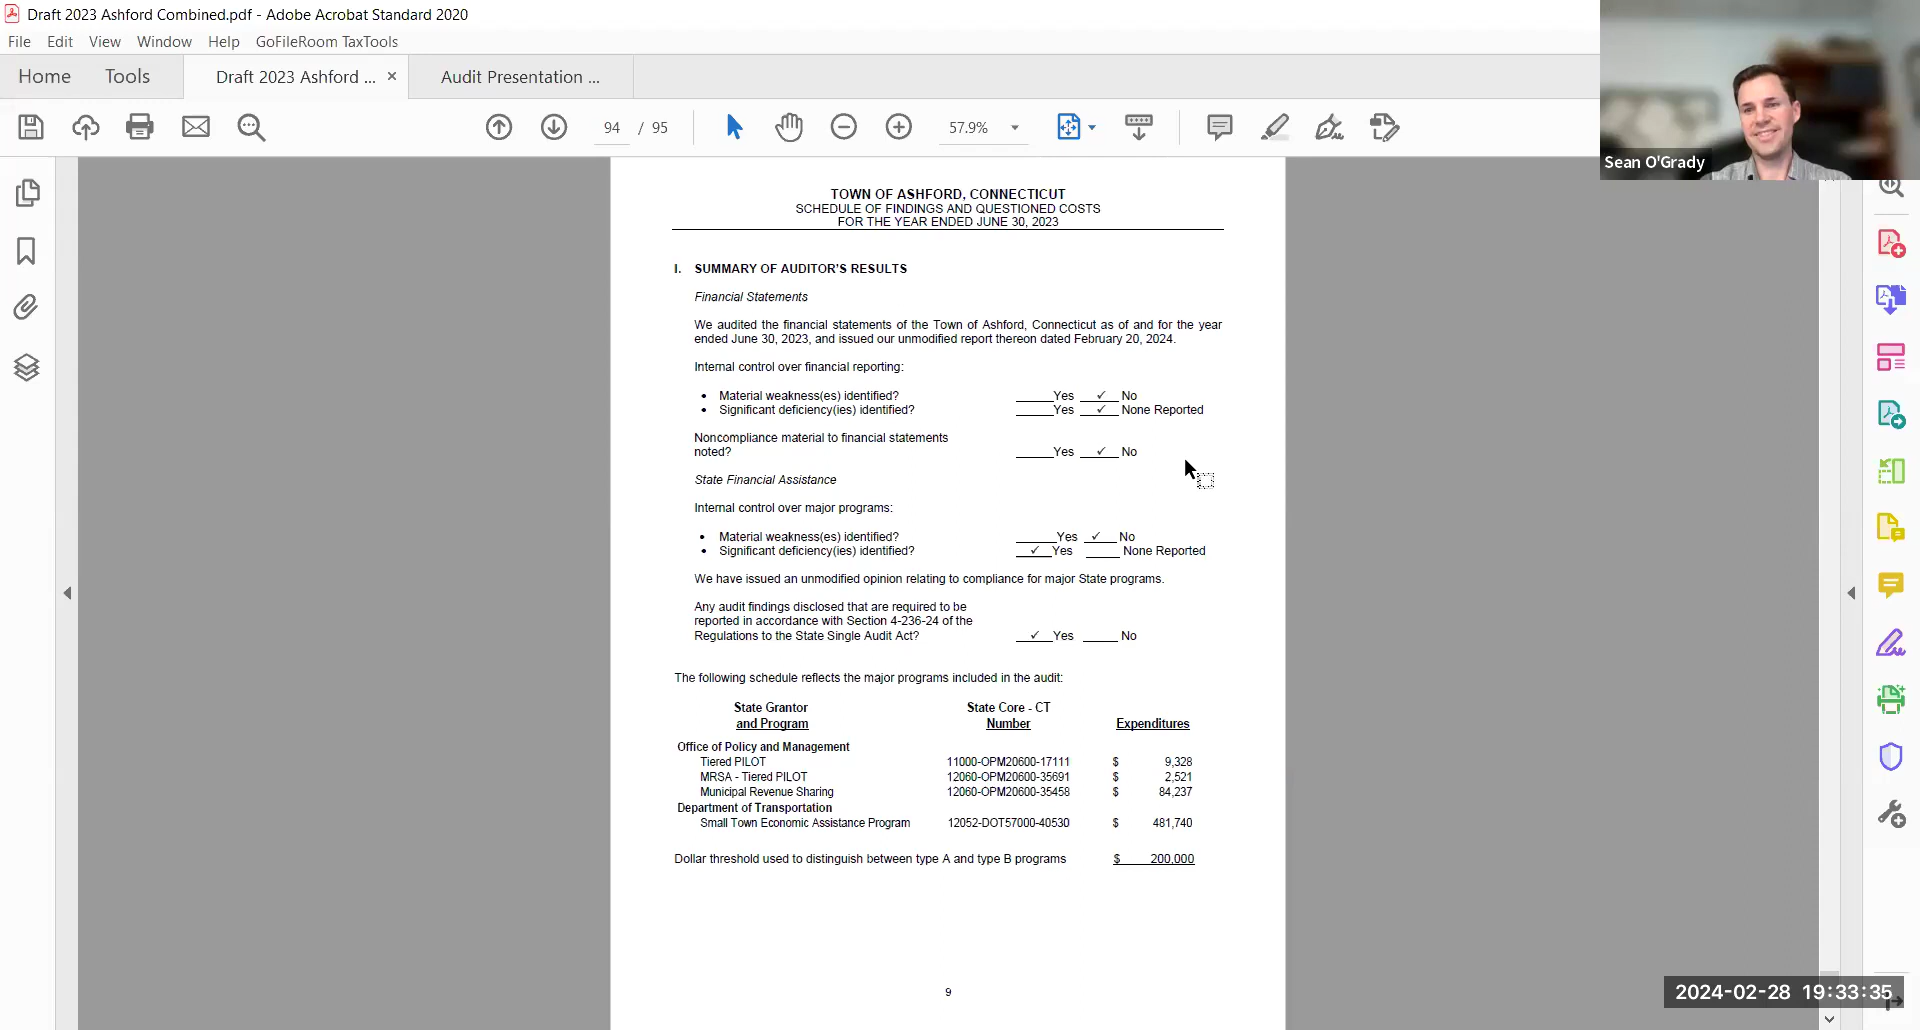 Draft 2023 Ashford Combined.pdf - Adobe Acrobat Standard 2020
File Edit View Window Help GoFileRoom TaxTools
Home Tools Draft 2023 Ashford ... × Audit Presentation ...
94 / 95 57.9%
Sean O'Grady
TOWN OF ASHFORD, CONNECTICUT
SCHEDULE OF FINDINGS AND QUESTIONED COSTS
FOR THE YEAR ENDED JUNE 30, 2023
I. SUMMARY OF AUDITOR'S RESULTS
Financial Statements
We audited the financial statements of the Town of Ashford, Connecticut as of and for the year
ended June 30, 2023, and issued our unmodified report thereon dated February 20, 2024.
Internal control over financial reporting:
• Material weakness(es) identified? ____Yes ✓ No
• Significant deficiency(ies) identified? ____Yes ✓ None Reported
Noncompliance material to financial statements
noted? ____Yes ✓ No
State Financial Assistance
Internal control over major programs:
• Material weakness(es) identified? ____Yes ✓ No
• Significant deficiency(ies) identified? ✓ Yes ____ None Reported
We have issued an unmodified opinion relating to compliance for major State programs.
Any audit findings disclosed that are required to be
reported in accordance with Section 4-236-24 of the
Regulations to the State Single Audit Act? ✓ Yes ____ No
The following schedule reflects the major programs included in the audit:
State Grantor State Core - CT
and Program Number Expenditures
Office of Policy and Management
Tiered PILOT 11000-OPM20600-17111 $ 9,328
MRSA - Tiered PILOT 12060-OPM20600-35691 $ 2,521
Municipal Revenue Sharing 12060-OPM20600-35458 $ 84,237
Department of Transportation
Small Town Economic Assistance Program 12052-DOT57000-40530 $ 481,740
Dollar threshold used to distinguish between type A and type B programs $ 200,000
9
2024-02-28 19:33:35